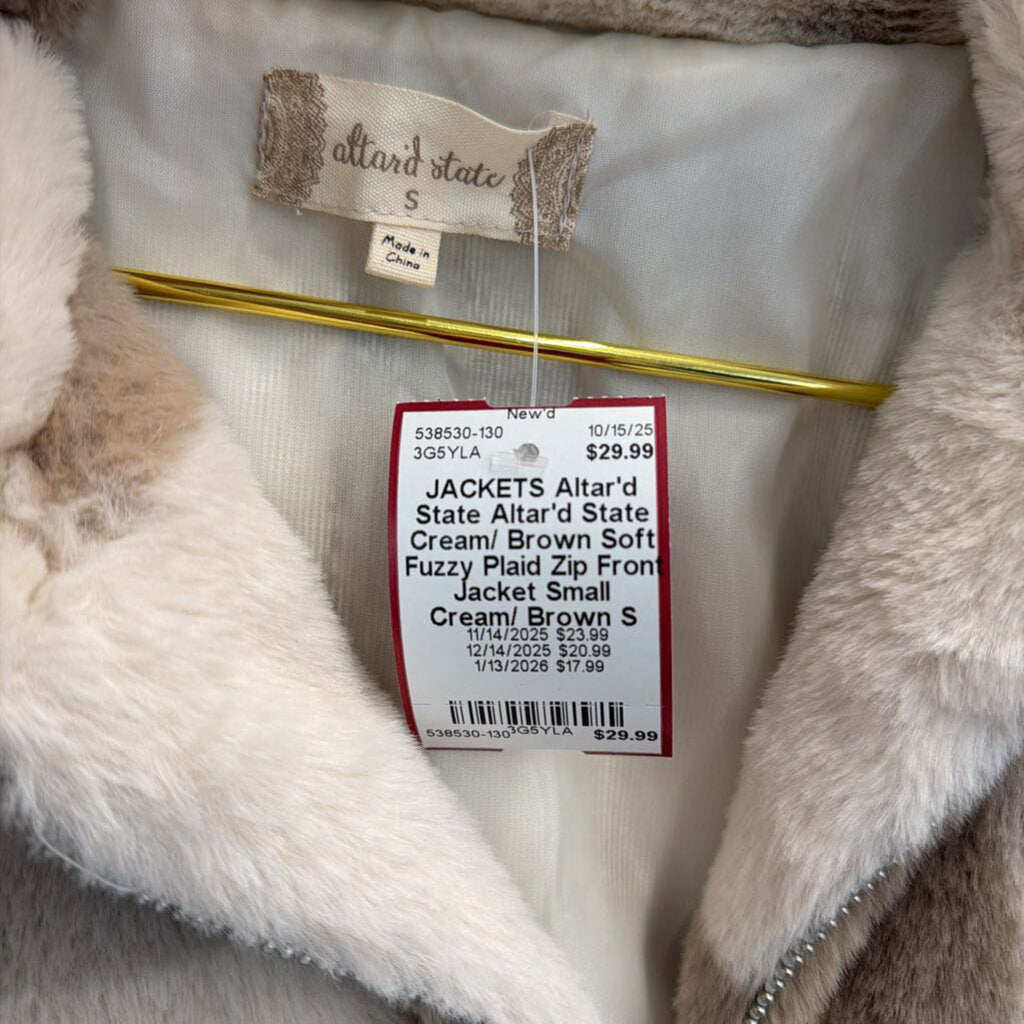 altar'd state
S
Made in
China
New'd
538530-130 10/15/25
3G5YLA $29.99
JACKETS Altar'd
State Altar'd State
Cream/ Brown Soft
Fuzzy Plaid Zip Front
Jacket Small
Cream/ Brown S
11/14/2025 $23.99
12/14/2025 $20.99
1/13/2026 $17.99
538530-130 3G5YLA $29.99